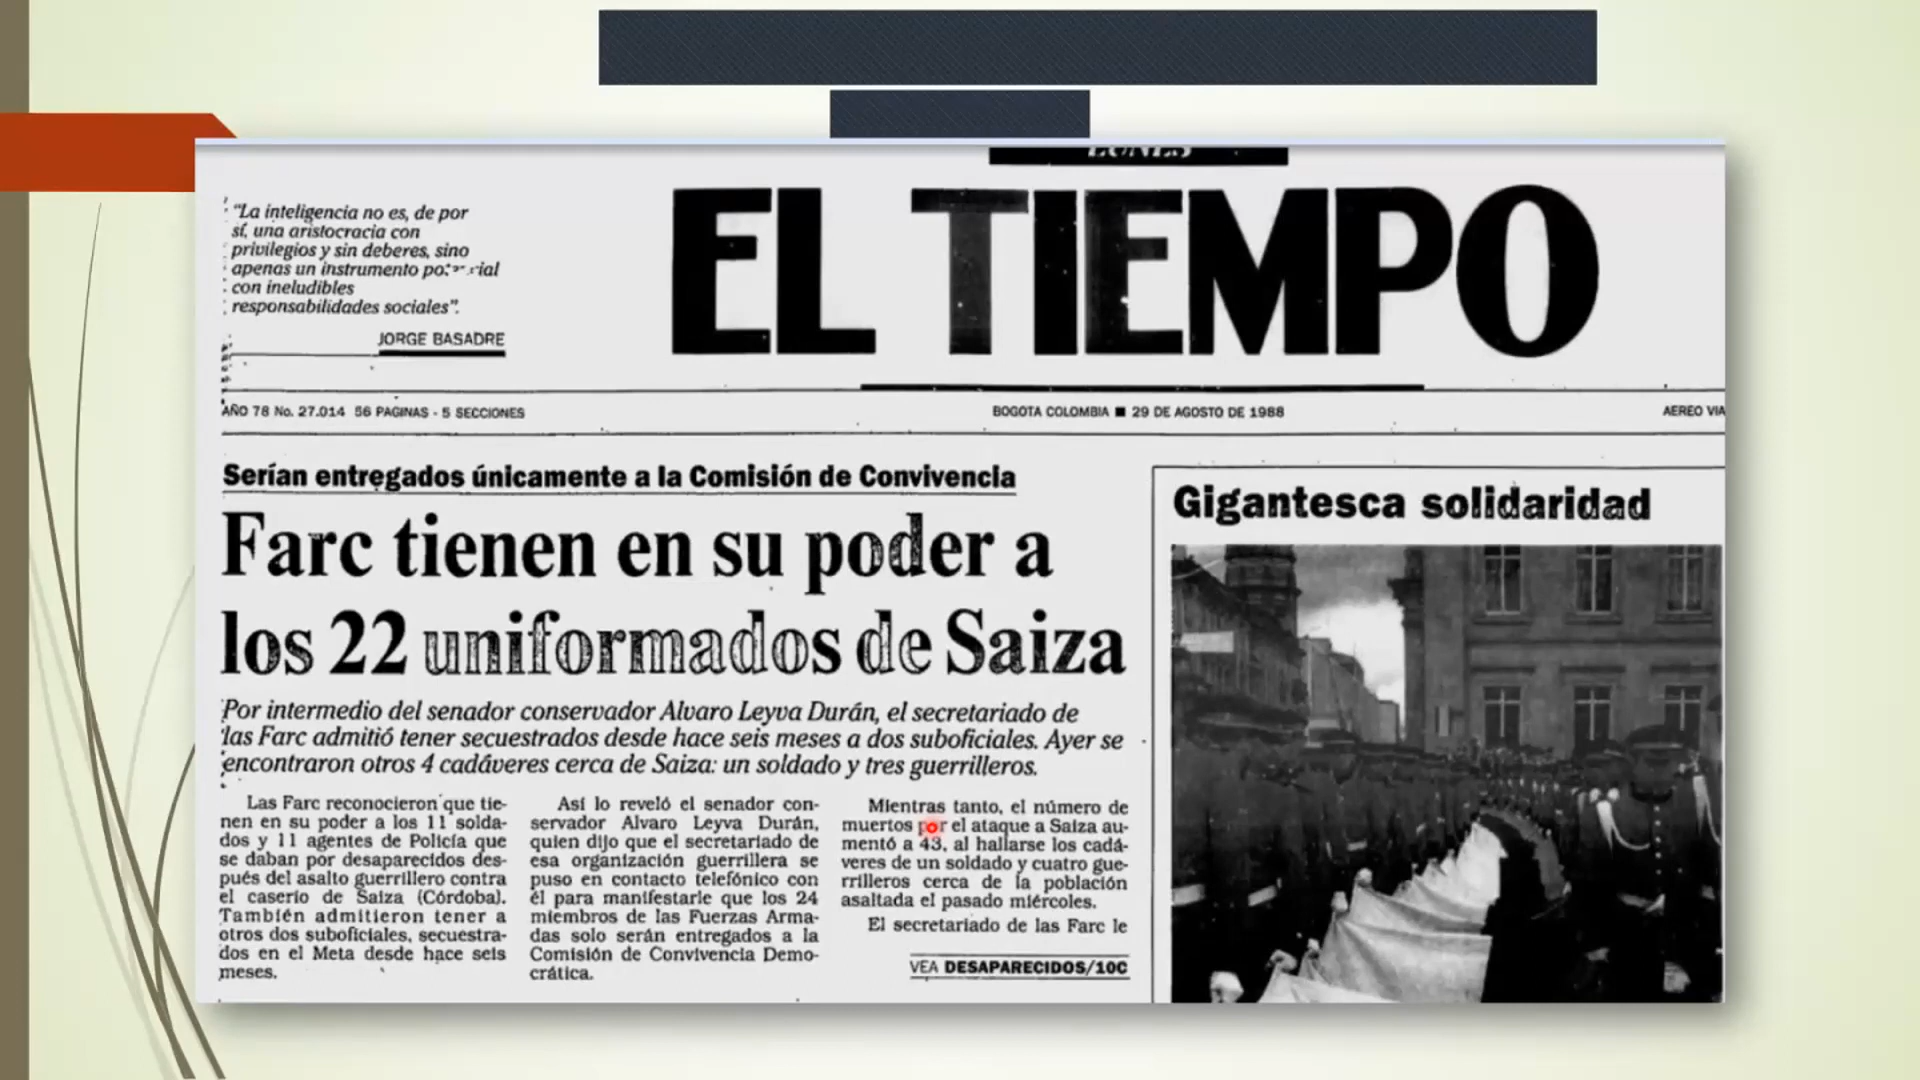 LUNES
"La inteligencia no es, de por
sí, una aristocracia con
privilegios y sin deberes, sino
apenas un instrumento
con ineludibles
responsabilidades sociales".
JORGE BASADRE
EL TIEMPO
AÑO 78 No. 27.014 56 PAGINAS - 5 SECCIONES
BOGOTA COLOMBIA ■ 29 DE AGOSTO DE 1988
AEREO VIA
Serían entregados únicamente a la Comisión de Convivencia
Farc tienen en su poder a
los 22 uniformados de Saiza
Por intermedio del senador conservador Alvaro Leyva Durán, el secretariado de
las Farc admitió tener secuestrados desde hace seis meses a dos suboficiales. Ayer se
encontraron otros 4 cadáveres cerca de Saiza: un soldado y tres guerrilleros.
Las Farc reconocieron que tie-
nen en su poder a los 11 solda-
dos y 11 agentes de Policía que
se daban por desaparecidos des-
pués del asalto guerrillero contra
el caserío de Saiza (Córdoba).
También admitieron tener a
otros dos suboficiales, secuestra-
dos en el Meta desde hace seis
meses.
Así lo reveló el senador con-
servador Alvaro Leyva Durán,
quien dijo que el secretariado de
esa organización guerrillera se
puso en contacto telefónico con
él para manifestarle que los 24
miembros de las Fuerzas Arma-
das solo serán entregados a la
Comisión de Convivencia Demo-
crática.
Mientras tanto, el número de
muertos por el ataque a Saiza au-
mentó a 43, al hallarse los cadá-
veres de un soldado y cuatro gue-
rrilleros cerca de la población
asaltada el pasado miércoles.
El secretariado de las Farc le
VEA DESAPARECIDOS/10C
Gigantesca solidaridad